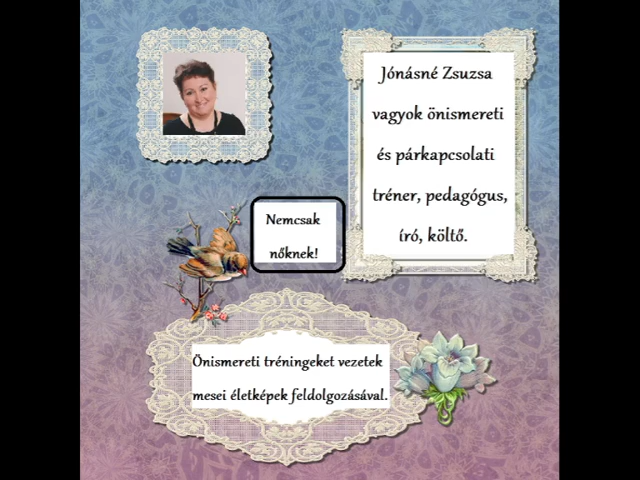 Jónásné Zsuzsa
vagyok önismereti
és párkapcsolati
tréner, pedagógus,
író, költő.
Nemcsak
nőknek!
Önismereti tréningeket vezetek
mesei életképek feldolgozásával.